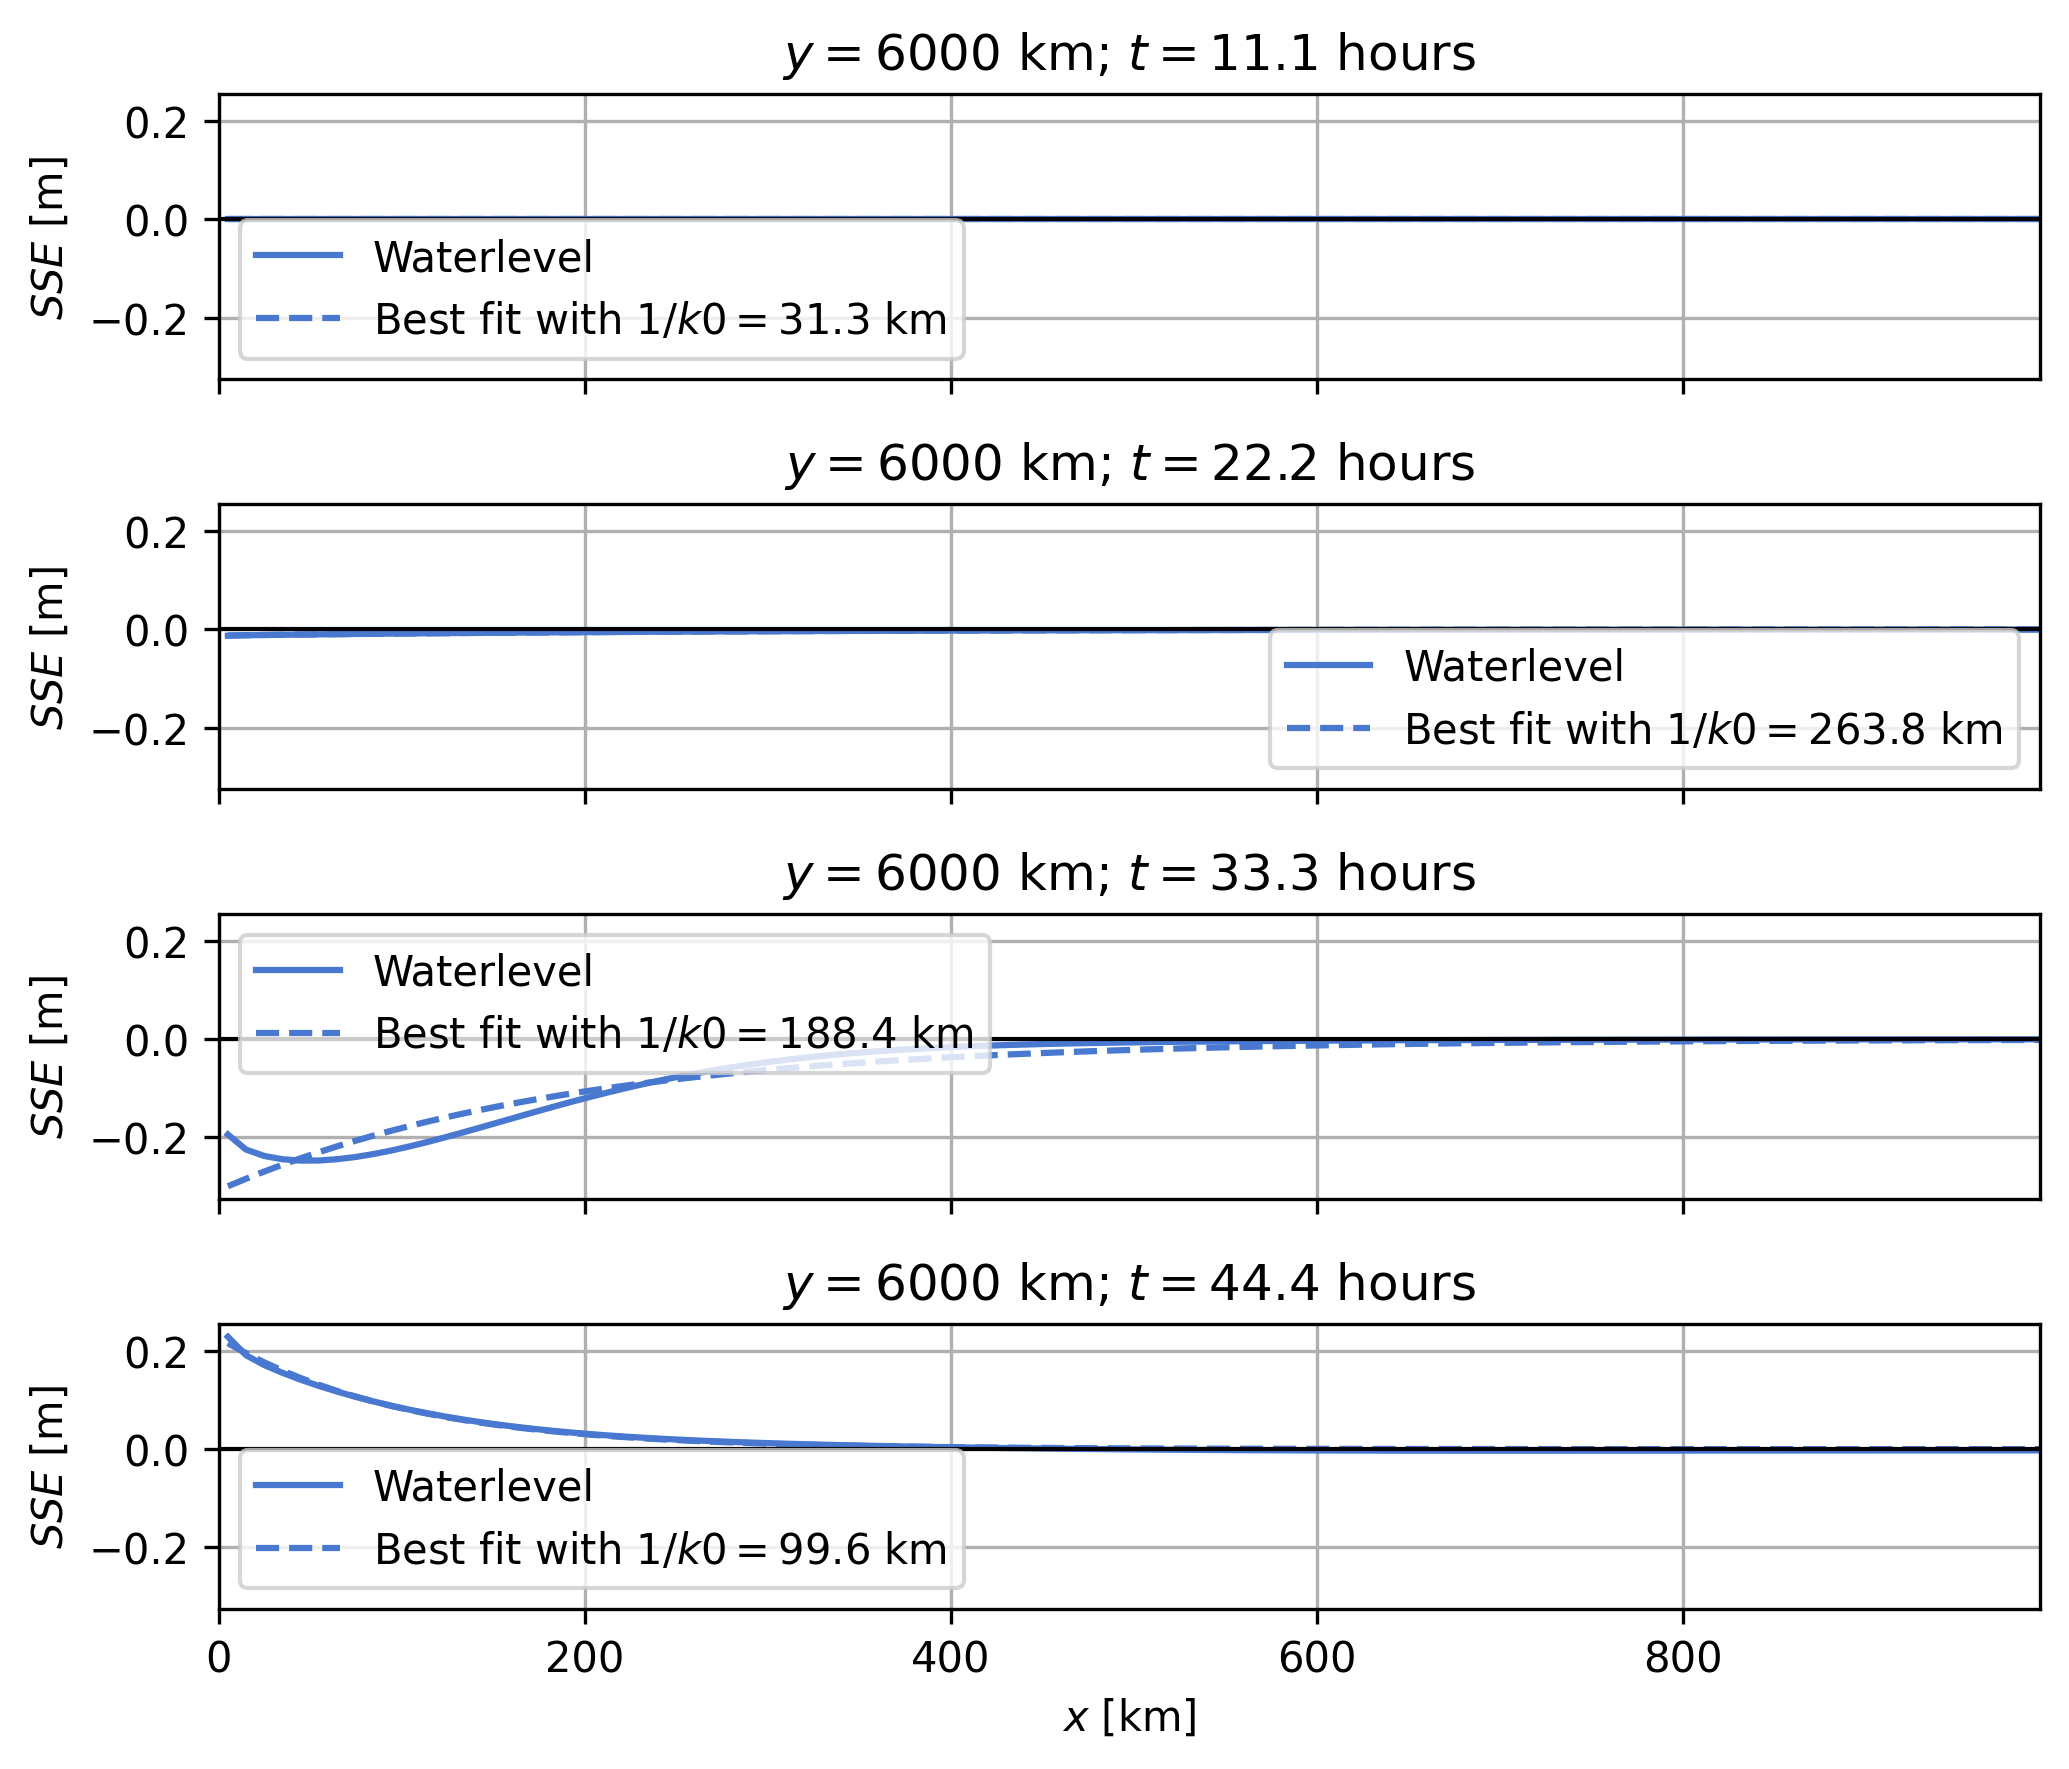 y = 6000 km; t = 11.1 hours
SSE [m]
0.2
0.0
−0.2
Waterlevel
Best fit with 1/k0 = 31.3 km
y = 6000 km; t = 22.2 hours
SSE [m]
0.2
0.0
−0.2
Waterlevel
Best fit with 1/k0 = 263.8 km
y = 6000 km; t = 33.3 hours
SSE [m]
0.2
0.0
−0.2
Waterlevel
Best fit with 1/k0 = 188.4 km
y = 6000 km; t = 44.4 hours
SSE [m]
0.2
0.0
−0.2
Waterlevel
Best fit with 1/k0 = 99.6 km
0 200 400 600 800
x [km]